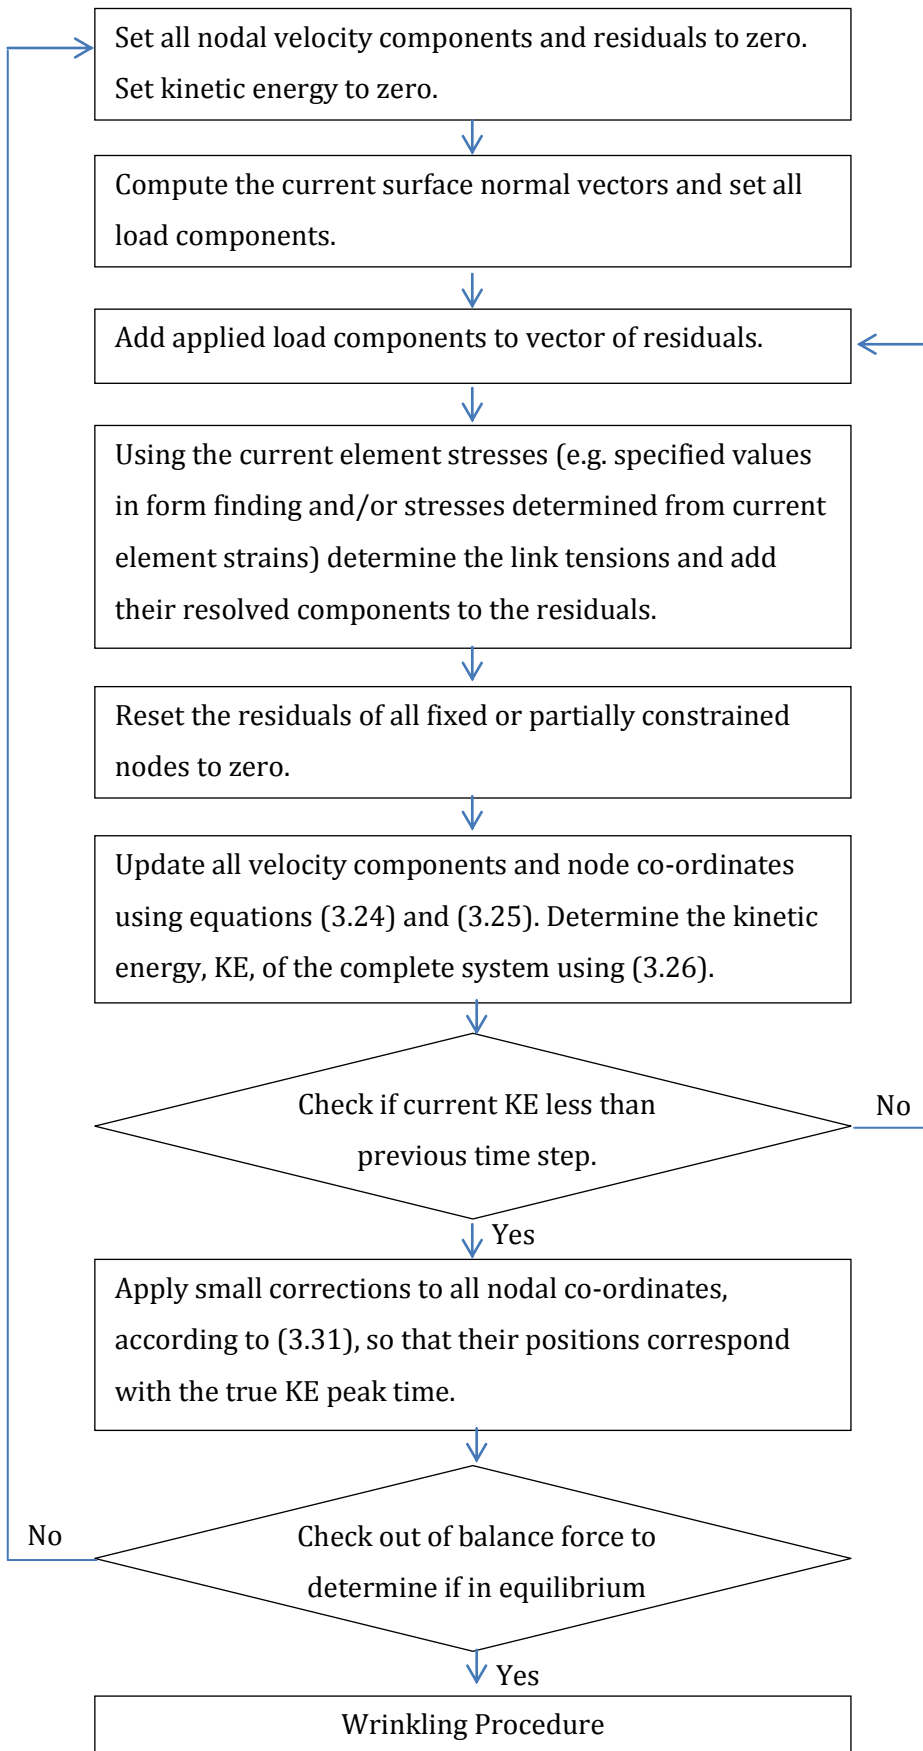 Set all nodal velocity components and residuals to zero.
Set kinetic energy to zero.
Compute the current surface normal vectors and set all
load components.
Add applied load components to vector of residuals.
Using the current element stresses (e.g. specified values
in form finding and/or stresses determined from current
element strains) determine the link tensions and add
their resolved components to the residuals.
Reset the residuals of all fixed or partially constrained
nodes to zero.
Update all velocity components and node co-ordinates
using equations (3.24) and (3.25). Determine the kinetic
energy, KE, of the complete system using (3.26).
Check if current KE less than
previous time step.
No
Yes
Apply small corrections to all nodal co-ordinates,
according to (3.31), so that their positions correspond
with the true KE peak time.
No
Check out of balance force to
determine if in equilibrium
Yes
Wrinkling Procedure